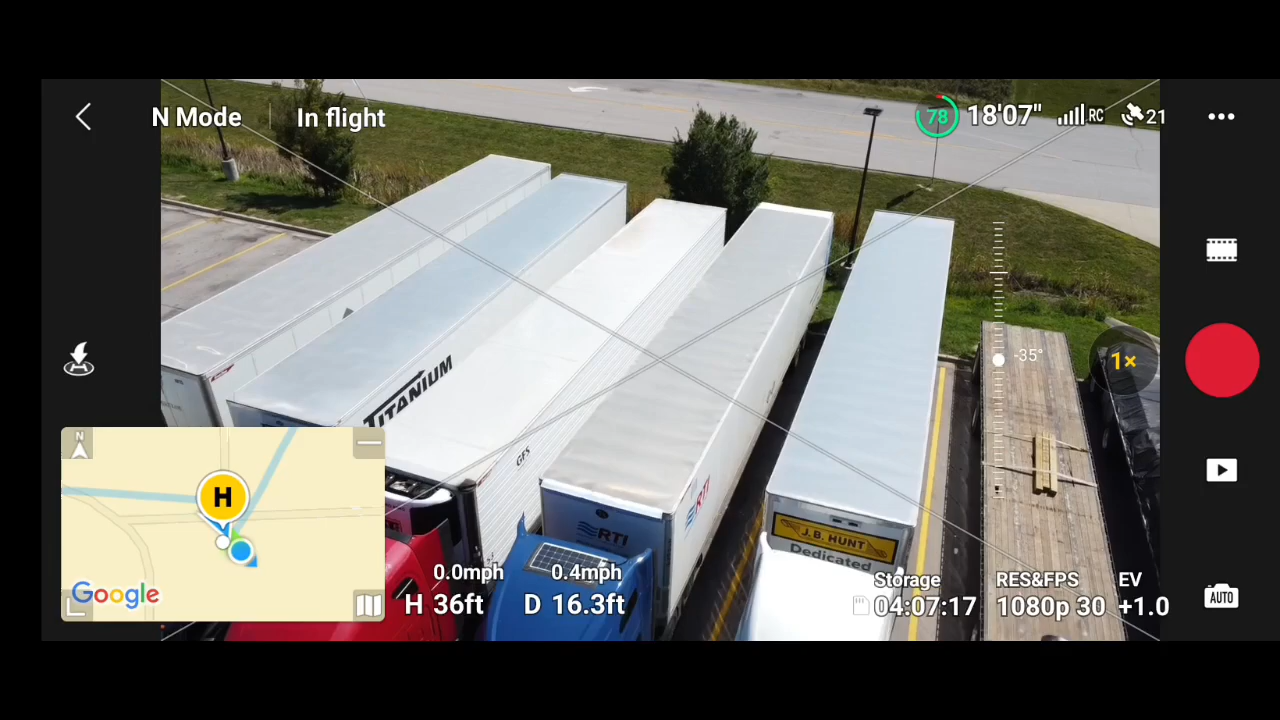 N Mode
In flight
78
18'07"
RC
21
-35°
1×
TITANIUM
GFS
RTI
RTI
J.B. HUNT
Dedicated
N
H
Google
0.0mph
0.4mph
H 36ft
D 16.3ft
Storage
04:07:17
RES&FPS
1080p 30
EV
+1.0
AUTO